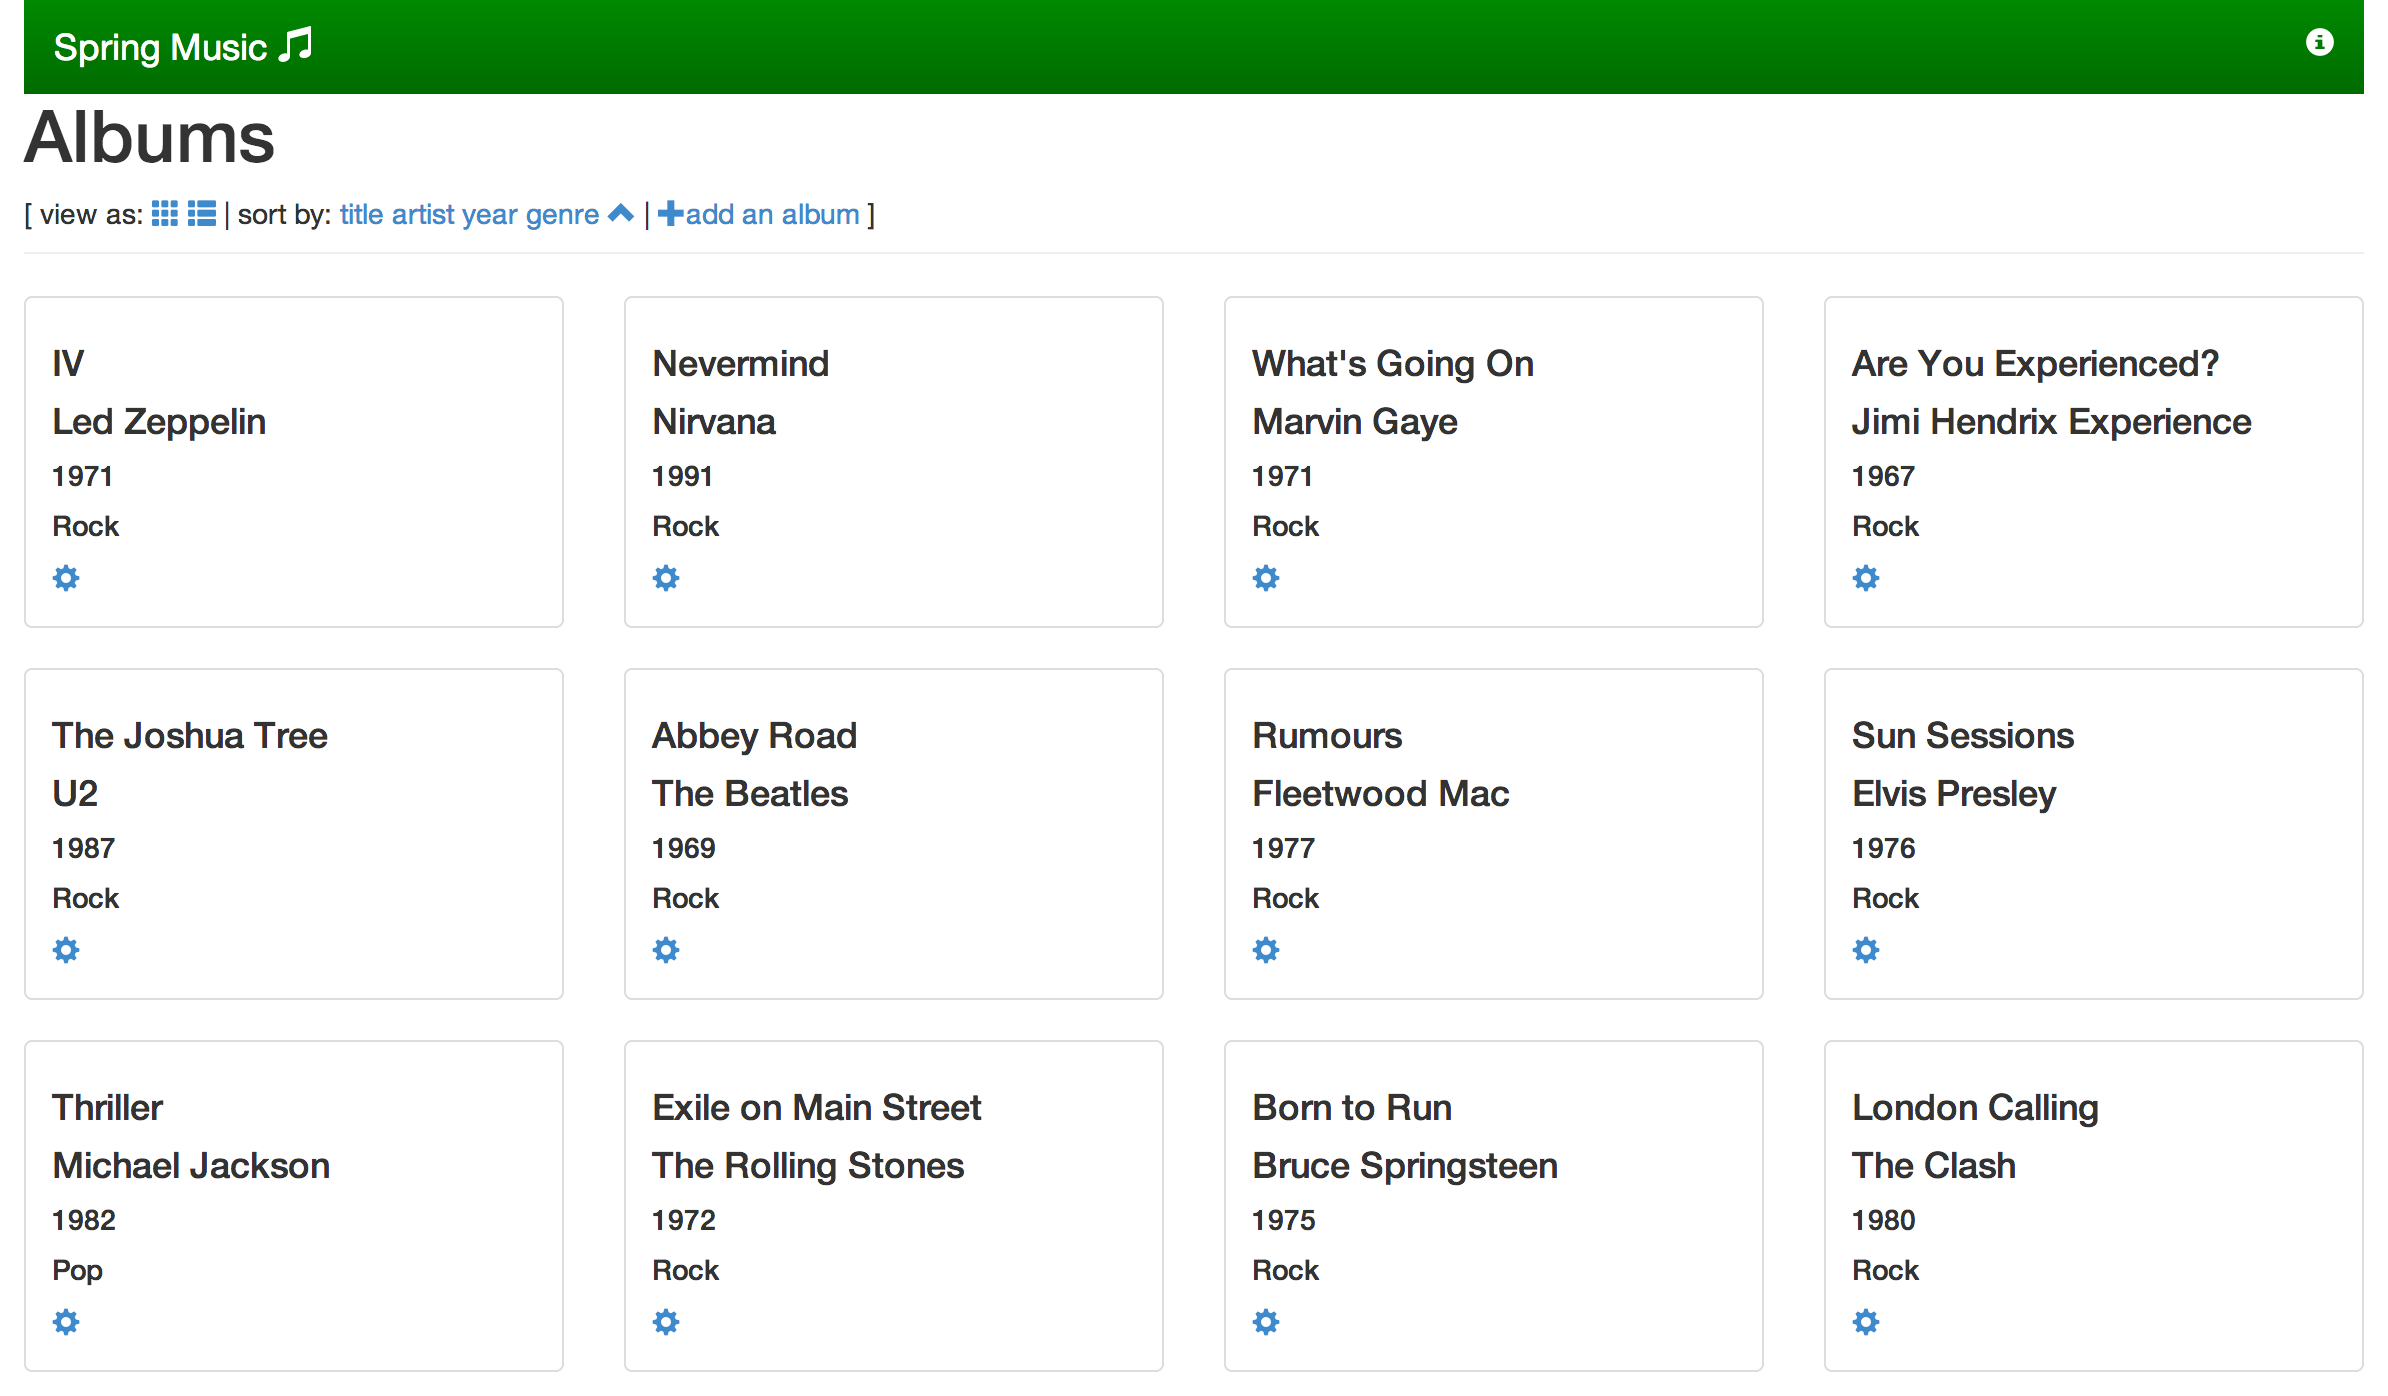 Spring Music
Albums
[ view as: | sort by: title artist year genre | add an album ]
IV
Led Zeppelin
1971
Rock
Nevermind
Nirvana
1991
Rock
What's Going On
Marvin Gaye
1971
Rock
Are You Experienced?
Jimi Hendrix Experience
1967
Rock
The Joshua Tree
U2
1987
Rock
Abbey Road
The Beatles
1969
Rock
Rumours
Fleetwood Mac
1977
Rock
Sun Sessions
Elvis Presley
1976
Rock
Thriller
Michael Jackson
1982
Pop
Exile on Main Street
The Rolling Stones
1972
Rock
Born to Run
Bruce Springsteen
1975
Rock
London Calling
The Clash
1980
Rock